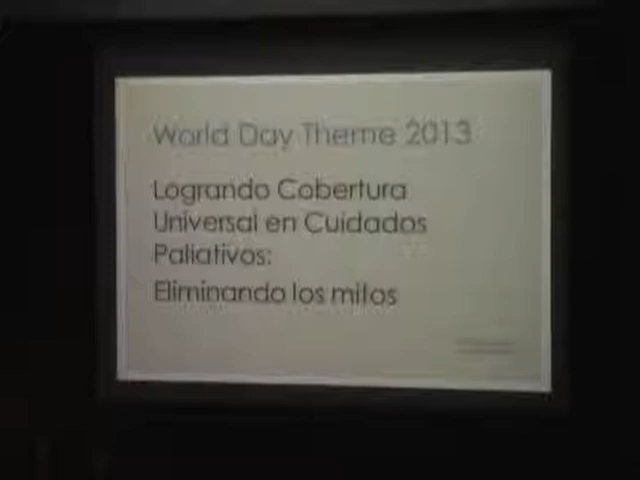 World Day Theme 2013
Logrando Cobertura
Universal en Cuidados
Paliativos:
Eliminando los mitos